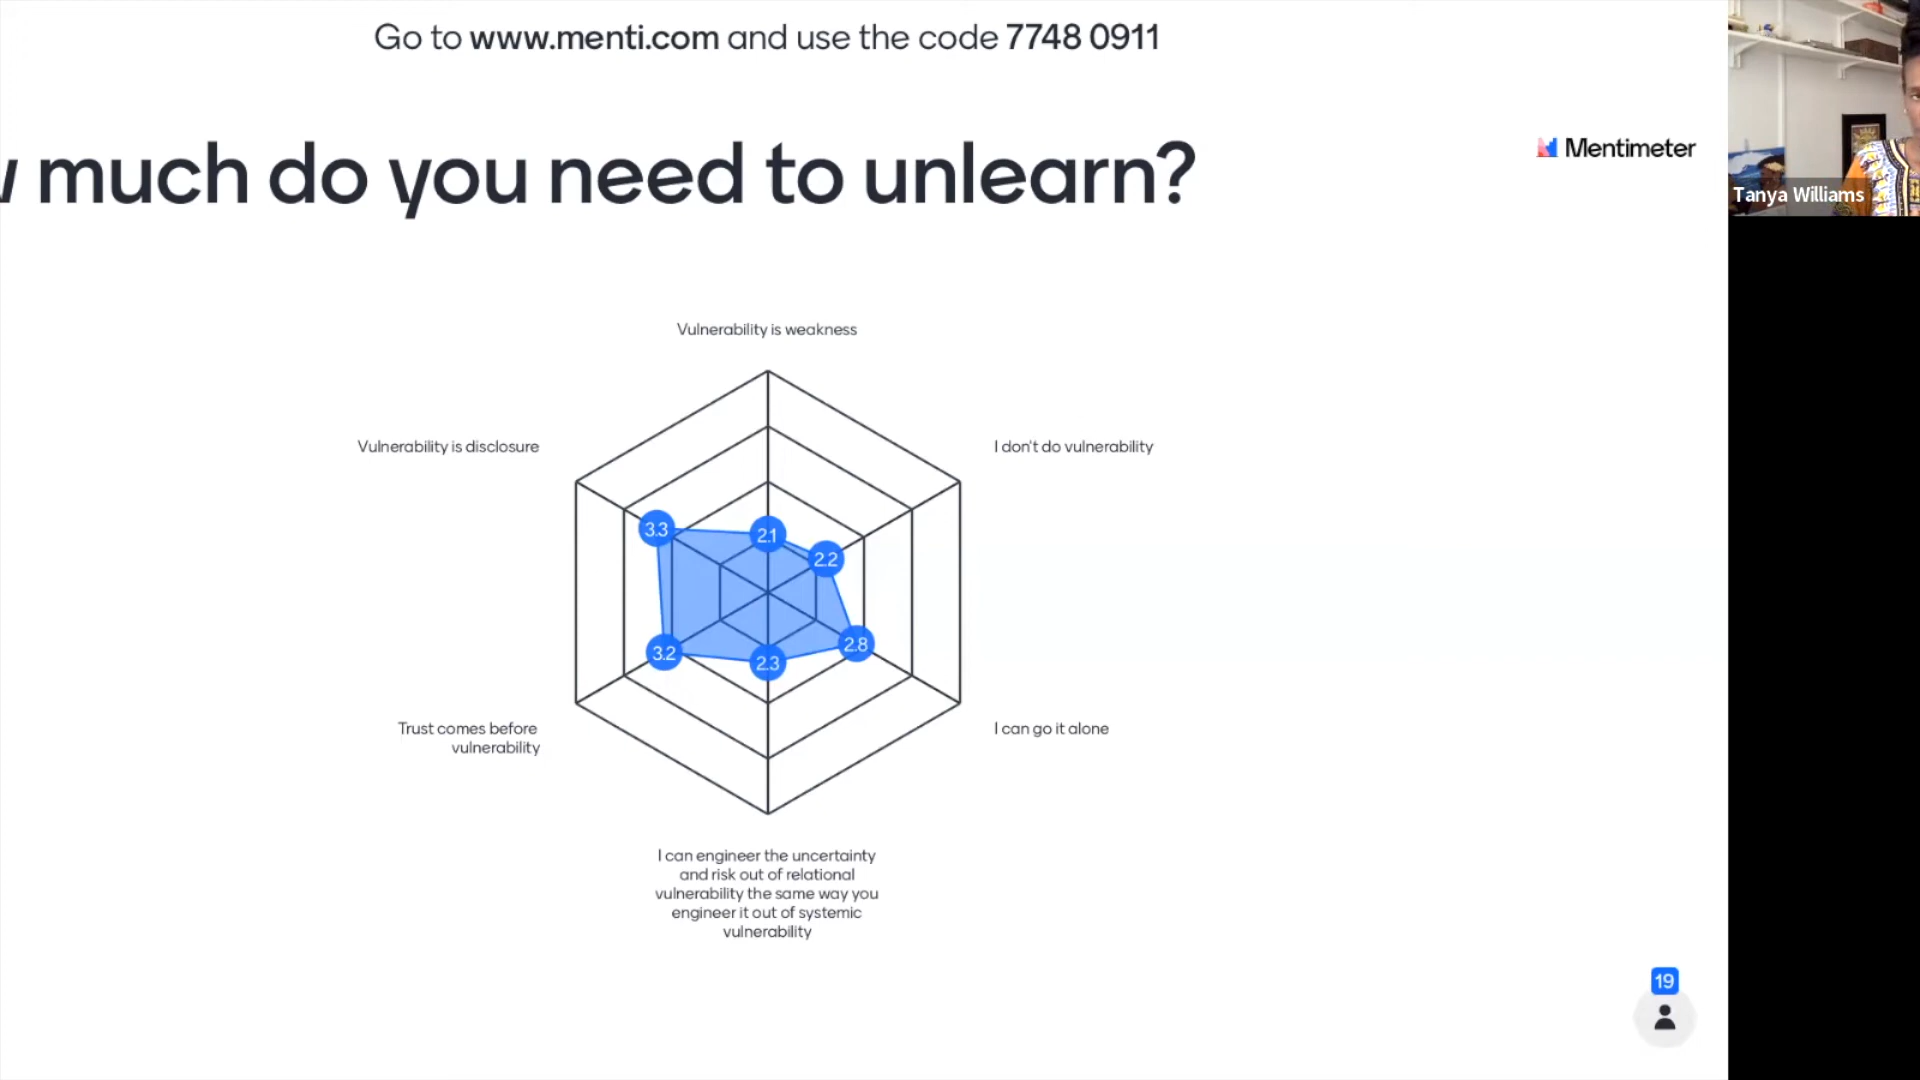 Go to www.menti.com and use the code 7748 0911
much do you need to unlearn?
Mentimeter
Tanya Williams
Vulnerability is weakness
Vulnerability is disclosure
I don't do vulnerability
3.3
2.1
2.2
3.2
2.3
2.8
Trust comes before
vulnerability
I can go it alone
I can engineer the uncertainty
and risk out of relational
vulnerability the same way you
engineer it out of systemic
vulnerability
19